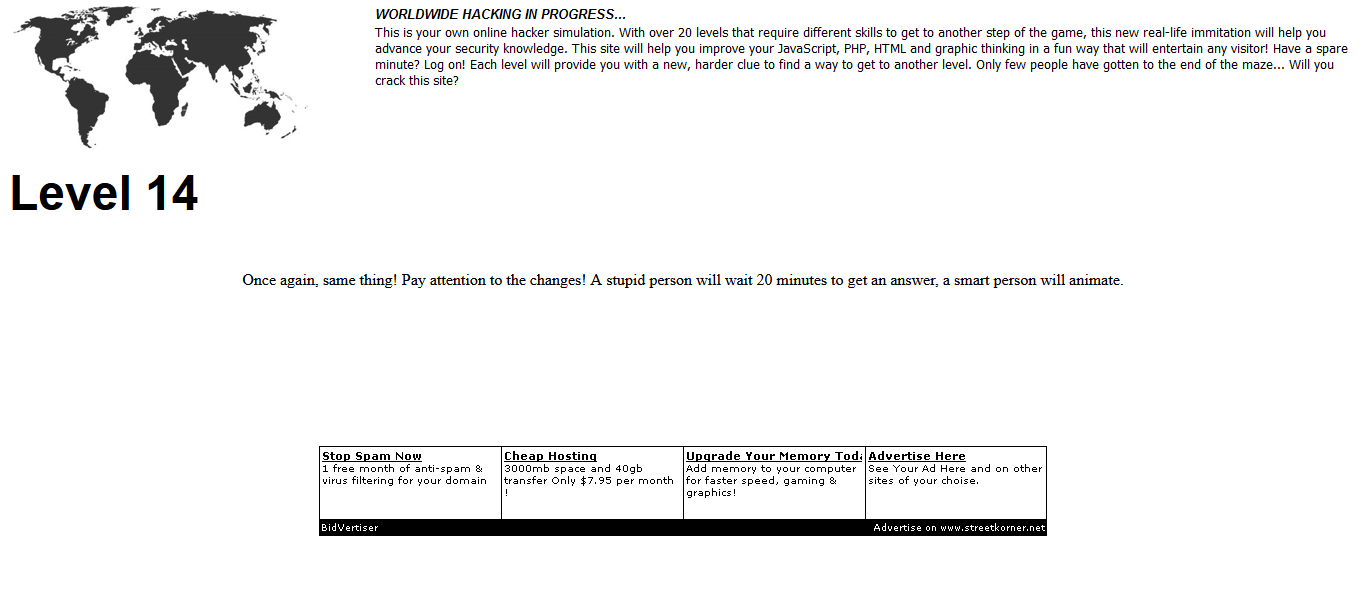 WORLDWIDE HACKING IN PROGRESS...
This is your own online hacker simulation. With over 20 levels that require different skills to get to another step of the game, this new real-life immitation will help you
advance your security knowledge. This site will help you improve your JavaScript, PHP, HTML and graphic thinking in a fun way that will entertain any visitor! Have a spare
minute? Log on! Each level will provide you with a new, harder clue to find a way to get to another level. Only few people have gotten to the end of the maze... Will you
crack this site?
Level 14
Once again, same thing! Pay attention to the changes! A stupid person will wait 20 minutes to get an answer, a smart person will animate.
Stop Spam Now
1 free month of anti-spam &
virus filtering for your domain
Cheap Hosting
3000mb space and 40gb
transfer Only $7.95 per month
!
Upgrade Your Memory Toda
Add memory to your computer
for faster speed, gaming &
graphics!
Advertise Here
See Your Ad Here and on other
sites of your choise.
BidVertiser
Advertise on www.streetkorner.net